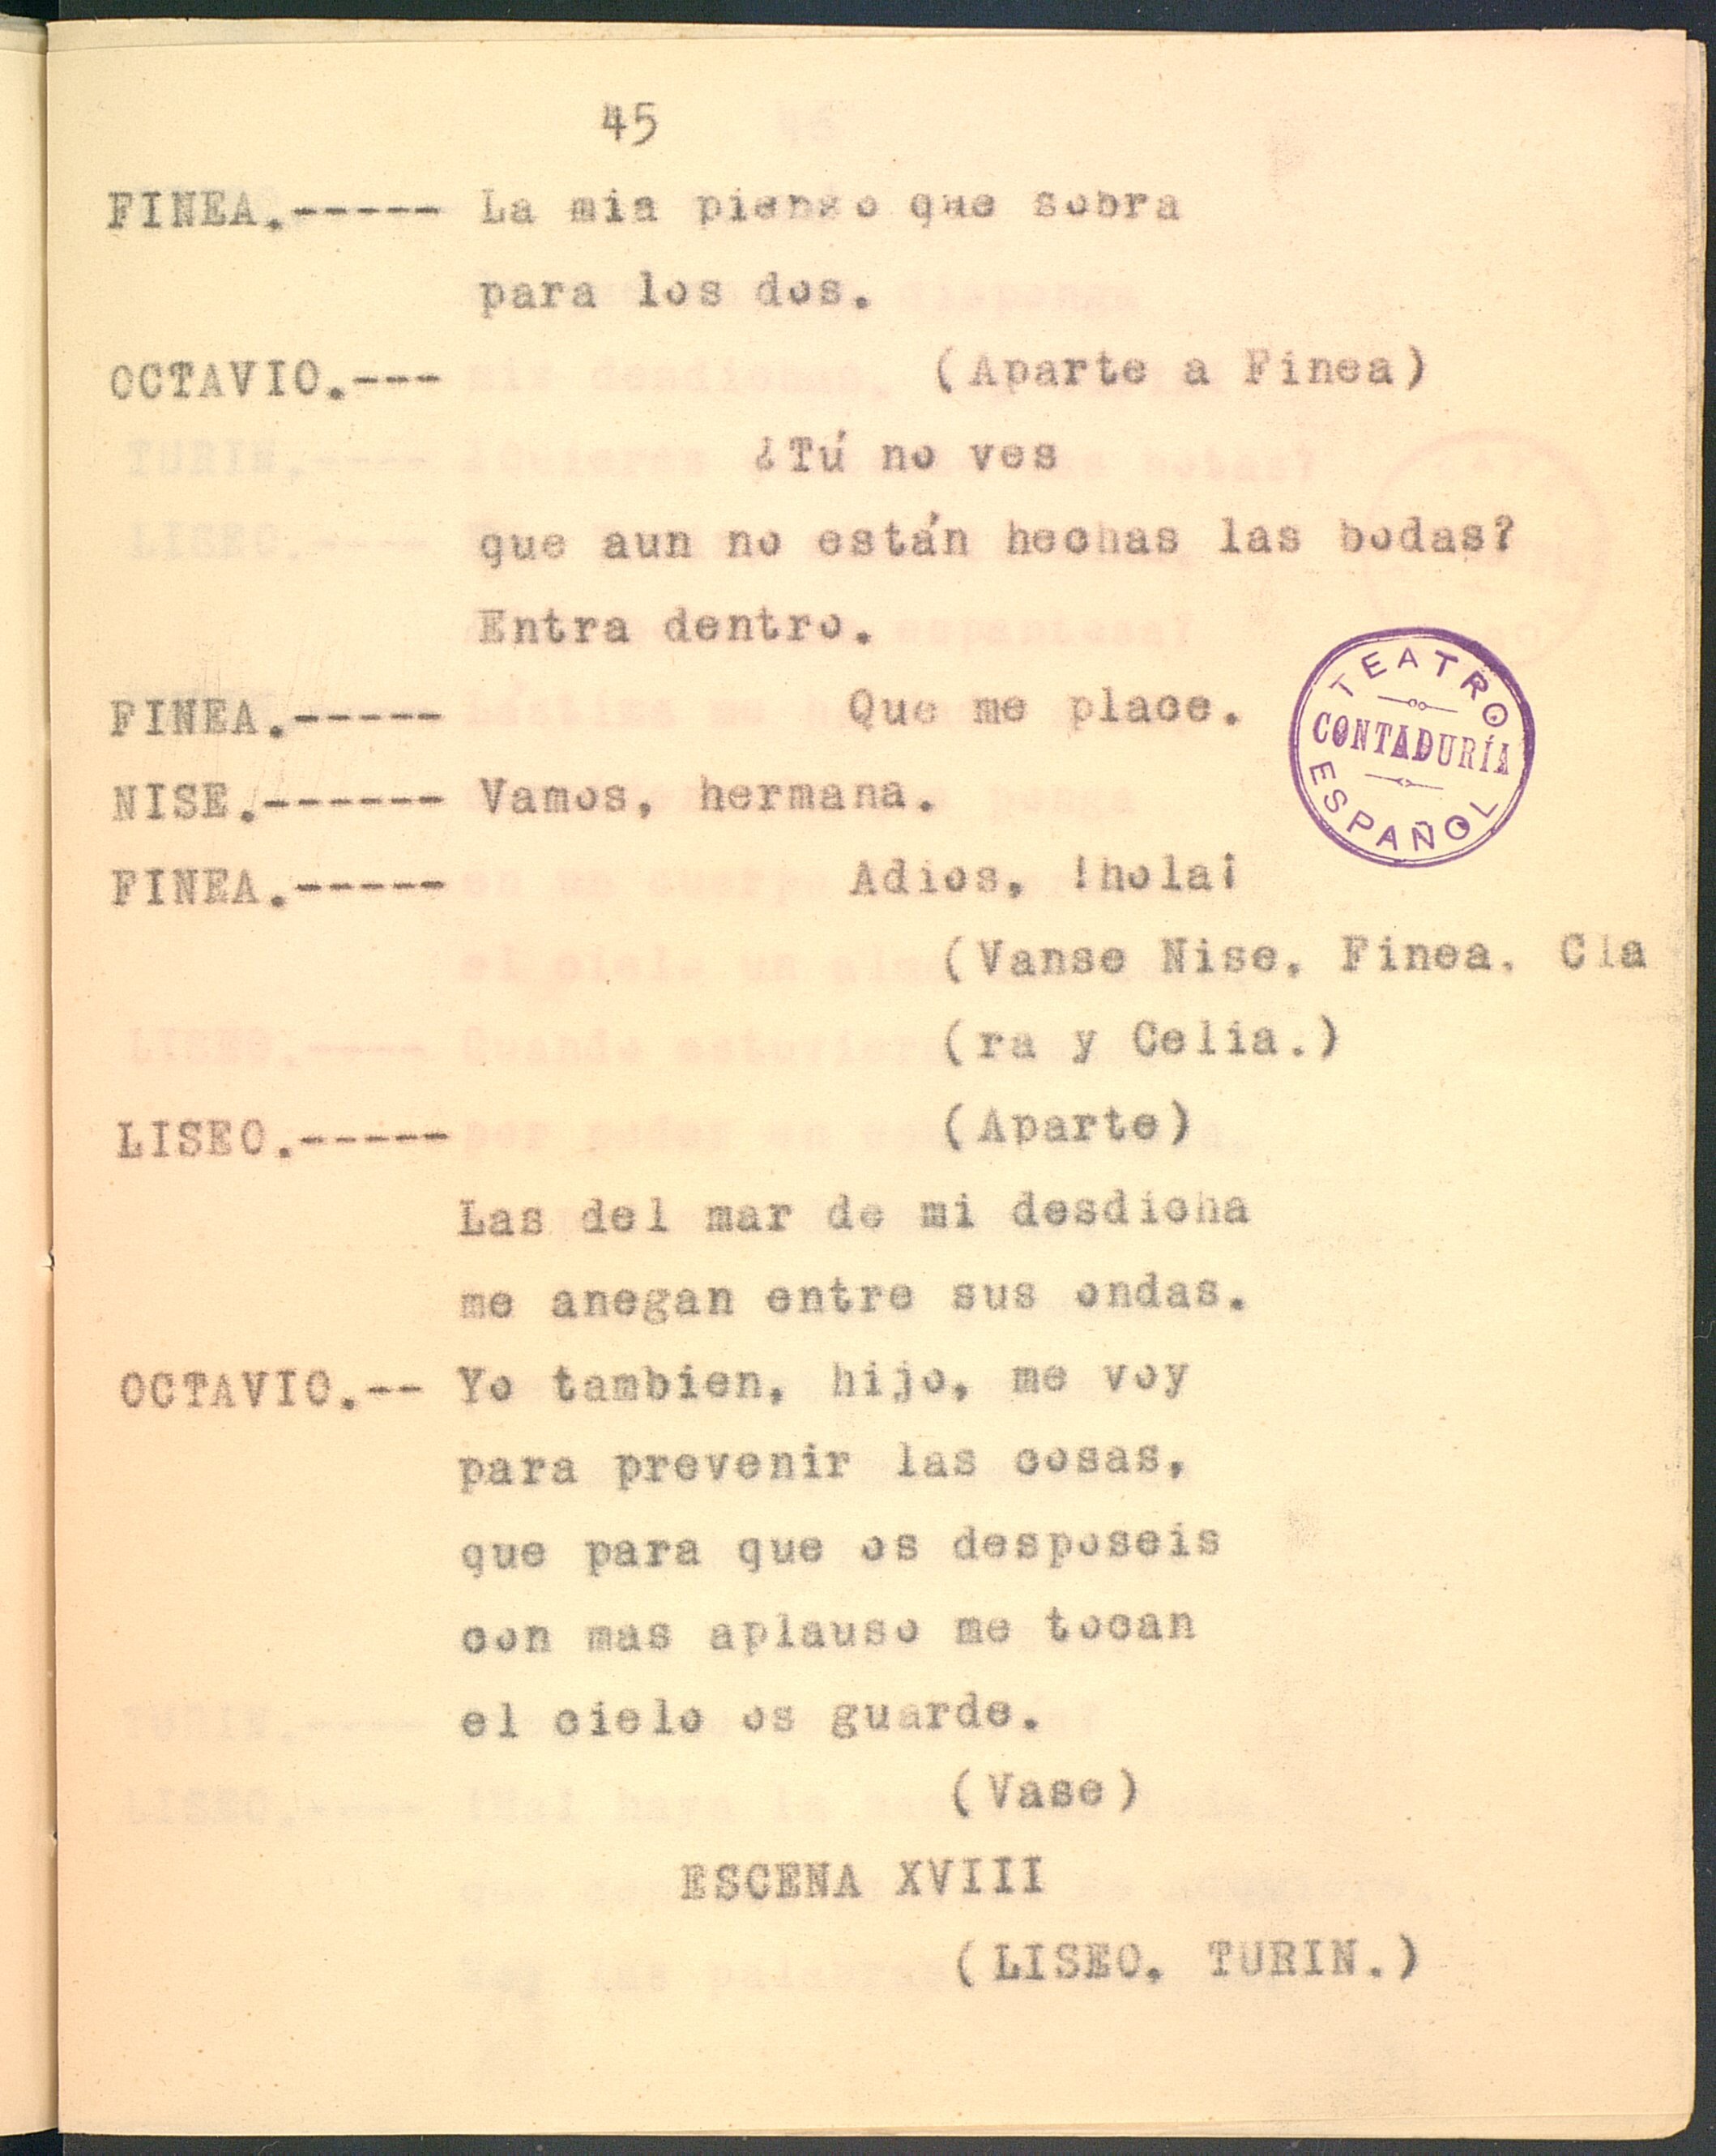 45
FINEA.----- La mia pienso que sobra
para los dos.
OCTAVIO.--- (Aparte a Finea)
¿Tú no ves
que aun no están hechas las bodas?
Entra dentro.
FINEA.----- Que me place.
NISE.------ Vamos, hermana.
FINEA.----- Adios, !hola¡
(Vanse Nise, Finea, Cla
(ra y Celia.)
LISEO.----- (Aparte)
Las del mar de mi desdicha
me anegan entre sus ondas.
OCTAVIO.-- Yo tambien, hijo, me voy
para prevenir las cosas,
que para que os desposeis
con mas aplauso me tocan
el cielo os guarde.
(Vase)
ESCENA XVIII
(LISEO, TURIN.)
TEATRO
CONTADURÍA
ESPAÑOL